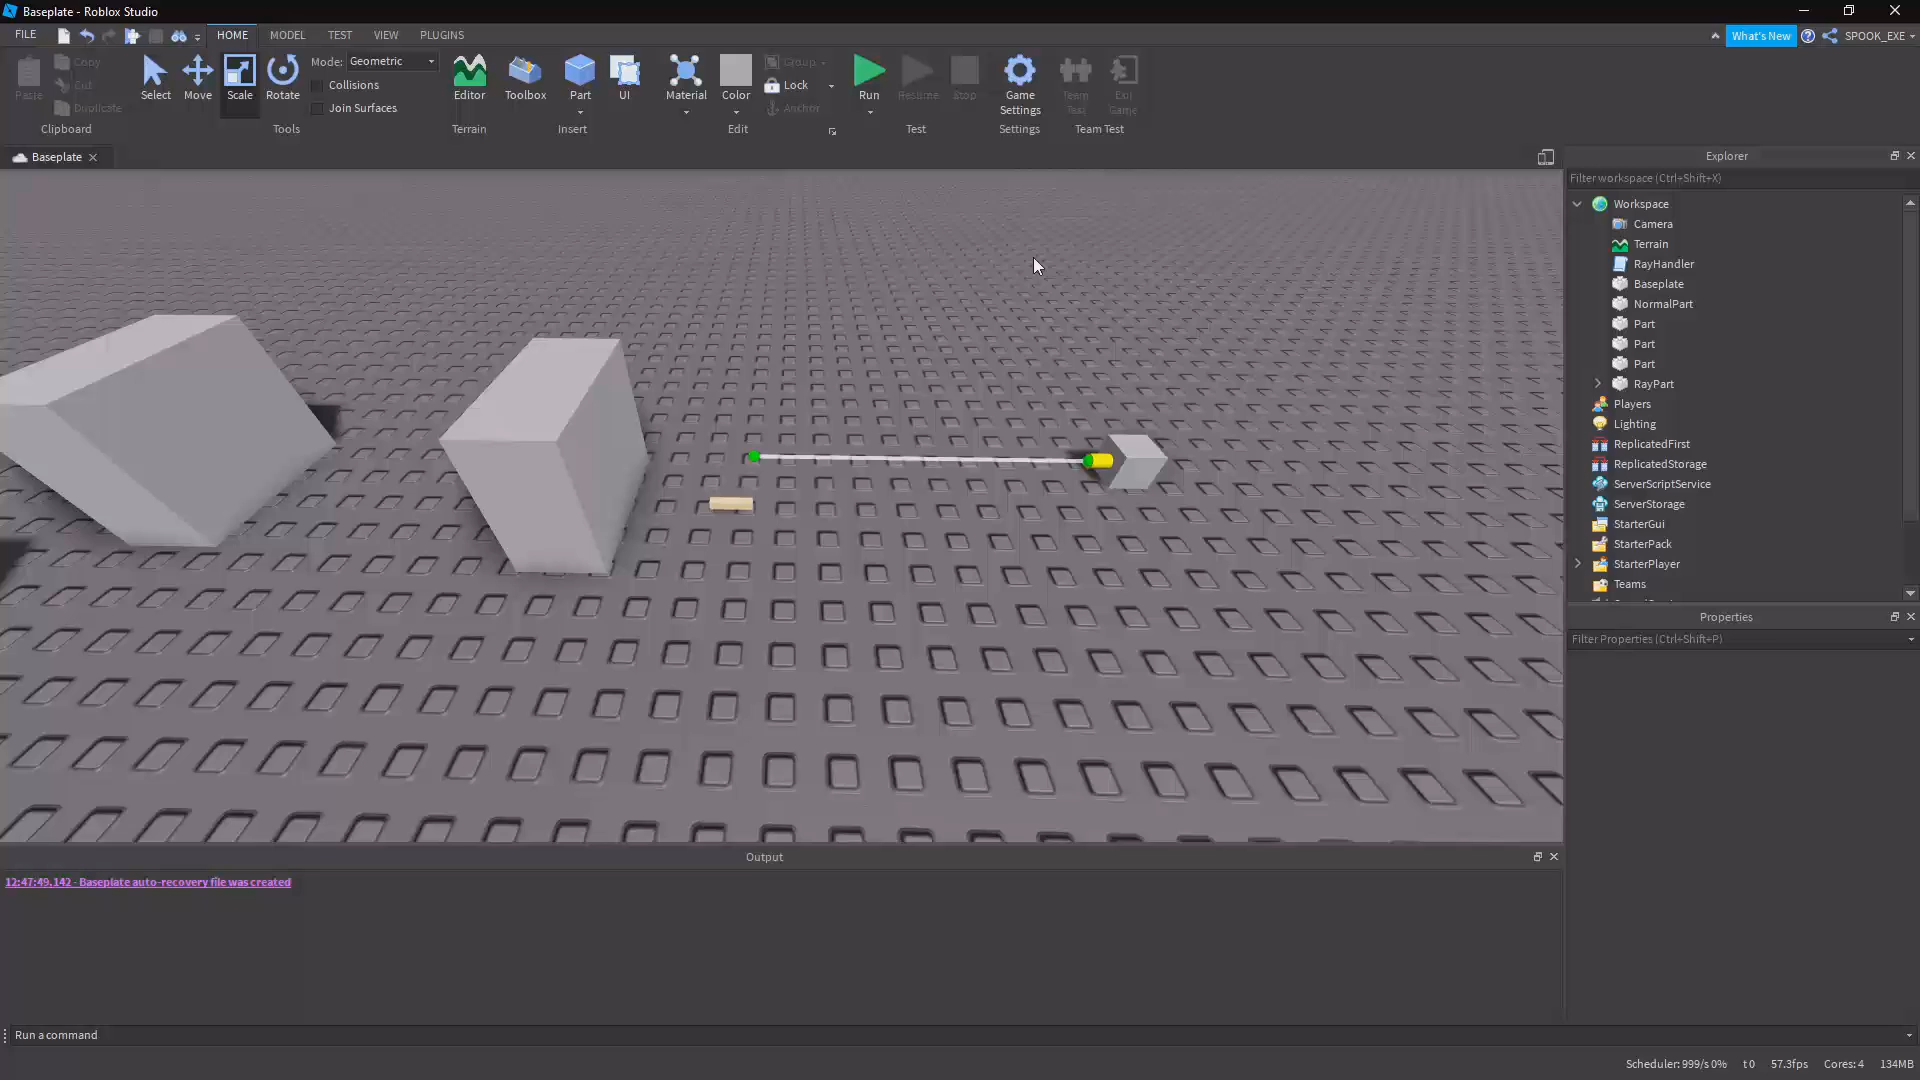 Baseplate - Roblox Studio
FILE
HOME
MODEL
TEST
VIEW
PLUGINS
What's New
SPOOK_EXE
Paste
Copy
Cut
Duplicate
Clipboard
Select
Move
Scale
Rotate
Mode: Geometric
Collisions
Join Surfaces
Tools
Editor
Terrain
Toolbox
Part
UI
Insert
Material
Color
Group
Lock
Anchor
Edit
Run
Resume
Stop
Test
Game
Settings
Settings
Team
Test
Exit
Game
Team Test
Baseplate
Explorer
Filter workspace (Ctrl+Shift+X)
Workspace
Camera
Terrain
RayHandler
Baseplate
NormalPart
Part
Part
Part
RayPart
Players
Lighting
ReplicatedFirst
ReplicatedStorage
ServerScriptService
ServerStorage
StarterGui
StarterPack
StarterPlayer
Teams
Properties
Filter Properties (Ctrl+Shift+P)
Output
12:47:49.142 - Baseplate auto-recovery file was created
Run a command
Scheduler: 999/s 0% t 0 57.3fps Cores: 4 134MB